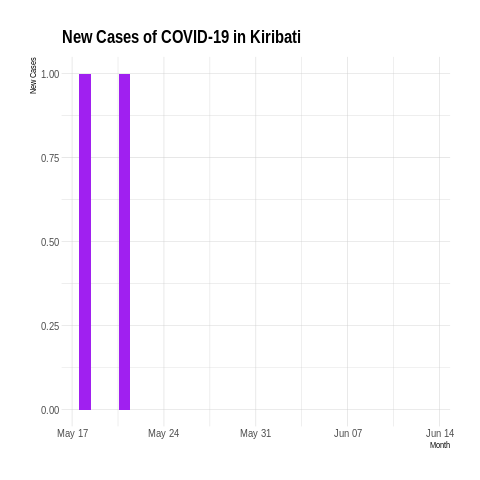 New Cases of COVID-19 in Kiribati
New Cases
1.00
0.75
0.50
0.25
0.00
May 17 May 24 May 31 Jun 07 Jun 14
Month